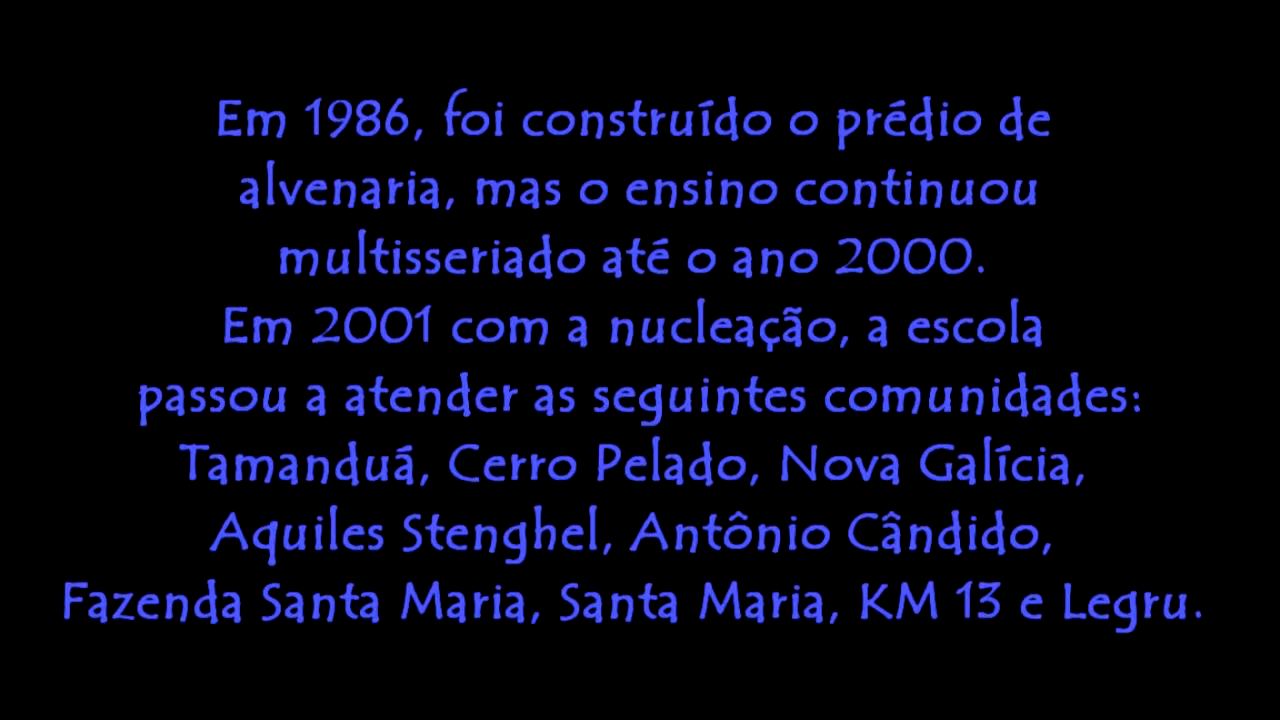 Em 1986, foi construído o prédio de
alvenaria, mas o ensino continuou
multisseriado até o ano 2000.
Em 2001 com a nucleação, a escola
passou a atender as seguintes comunidades:
Tamanduá, Cerro Pelado, Nova Galícia,
Aquiles Stenghel, Antônio Cândido,
Fazenda Santa Maria, Santa Maria, KM 13 e Legru.